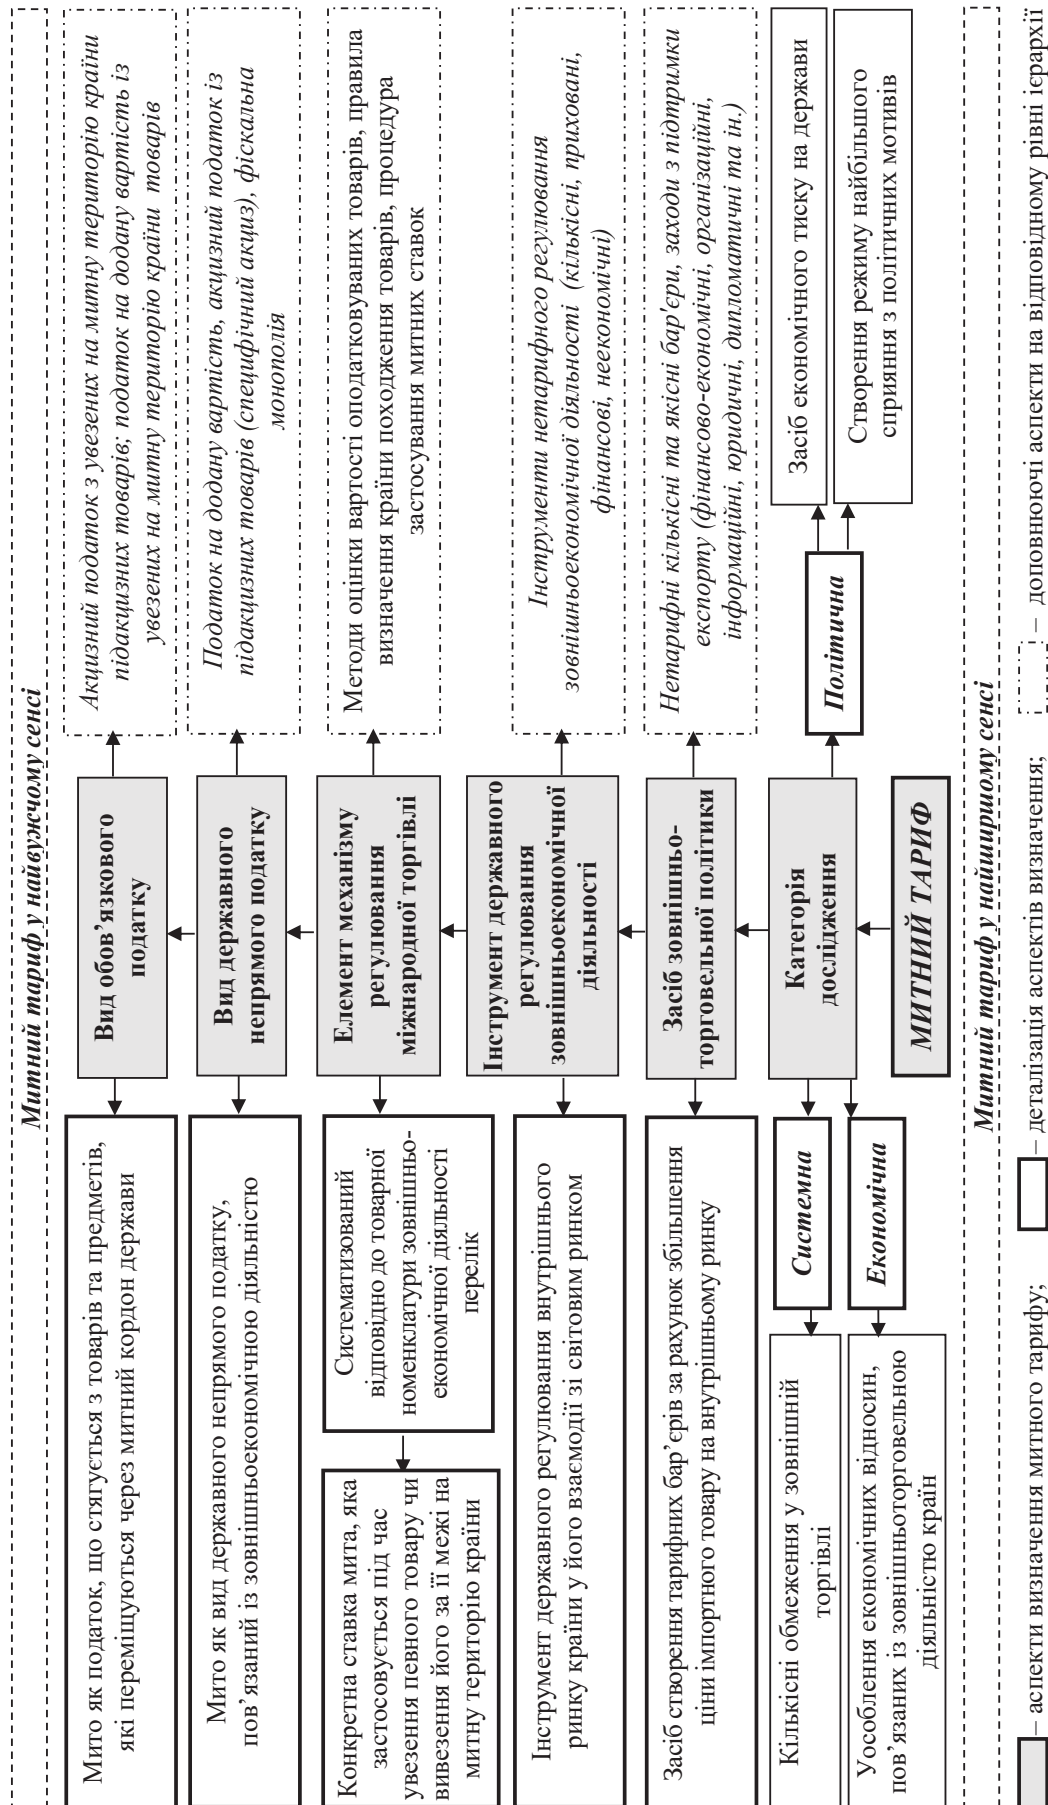 Митний тариф у найвужчому сенсі
Мито як податок, що стягується з товарів та предметів,
які переміщуються через митний кордон держави
Вид обов’язкового
податку
Акцизний податок з увезених на митну територію країни
підакцизних товарів; податок на додану вартість із
увезених на митну територію країни товарів
Мито як вид державного непрямого податку,
пов’язаний із зовнішньоекономічною діяльністю
Вид державного
непрямого податку
Податок на додану вартість, акцизний податок із
підакцизних товарів (специфічний акциз), фіскальна
монополія
Конкретна ставка мита, яка
застосовується під час
увезення певного товару чи
вивезення його за її межі на
митну територію країни
Систематизований
відповідно до товарної
номенклатури зовнішньо-
економічної діяльності
перелік
Елемент механізму
регулювання
міжнародної торгівлі
Методи оцінки вартості оподатковуваних товарів, правила
визначення країни походження товарів, процедура
застосування митних ставок
Інструмент державного регулювання внутрішнього
ринку країни у його взаємодії зі світовим ринком
Інструмент державного
регулювання
зовнішньоекономічної
діяльності
Інструменти нетарифного регулювання
зовнішньоекономічної діяльності (кількісні, приховані,
фінансові, неекономічні)
Засіб створення тарифних бар’єрів за рахунок збільшення
ціни імпортного товару на внутрішньому ринку
Засіб зовнішньо-
торговельної політики
Нетарифні кількісні та якісні бар'єри, заходи з підтримки
експорту (фінансово-економічні, організаційні,
інформаційні, юридичні, дипломатичні та ін.)
Кількісні обмеження у зовнішній
торгівлі
Системна
Уособлення економічних відносин,
пов’язаних із зовнішньоторговельною
діяльністю країн
Економічна
Категорія
дослідження
Політична
Засіб економічного тиску на держави
Створення режиму найбільшого
сприяння з політичних мотивів
МИТНИЙ ТАРИФ
Митний тариф у найширшому сенсі
– аспекти визначення митного тарифу;
– деталізація аспектів визначення;
– доповнюючі аспекти на відповідному рівні ієрархії